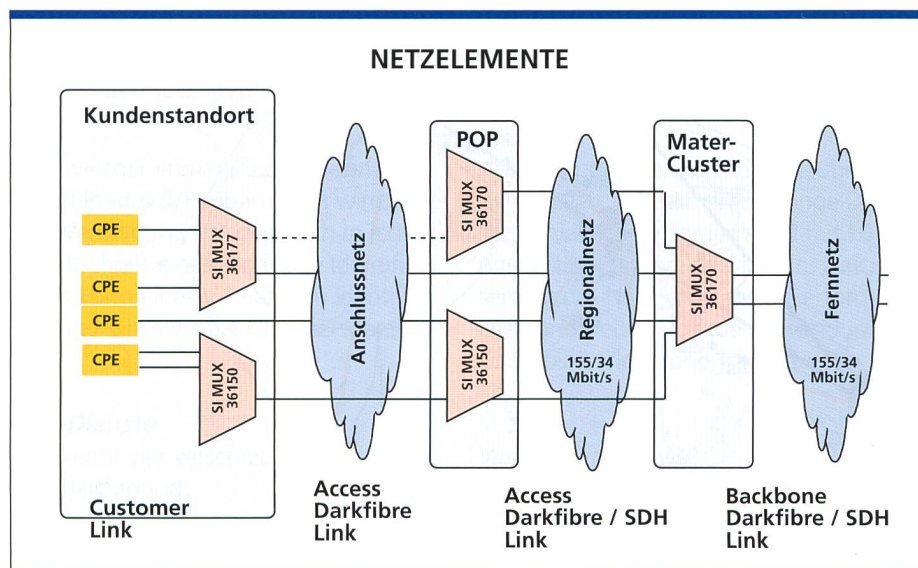 NETZELEMENTE
Kundenstandort
CPE
CPE
CPE
CPE
SI MUX
36177
SI MUX
36150
Customer
Link
Anschlussnetz
Access
Darkfibre
Link
POP
SI MUX
36170
SI MUX
36150
Regionalnetz
155/34
Mbit/s
Access
Darkfibre / SDH
Link
Mater-
Cluster
SI MUX
36170
Fernnetz
155/34
Mbit/s
Backbone
Darkfibre / SDH
Link